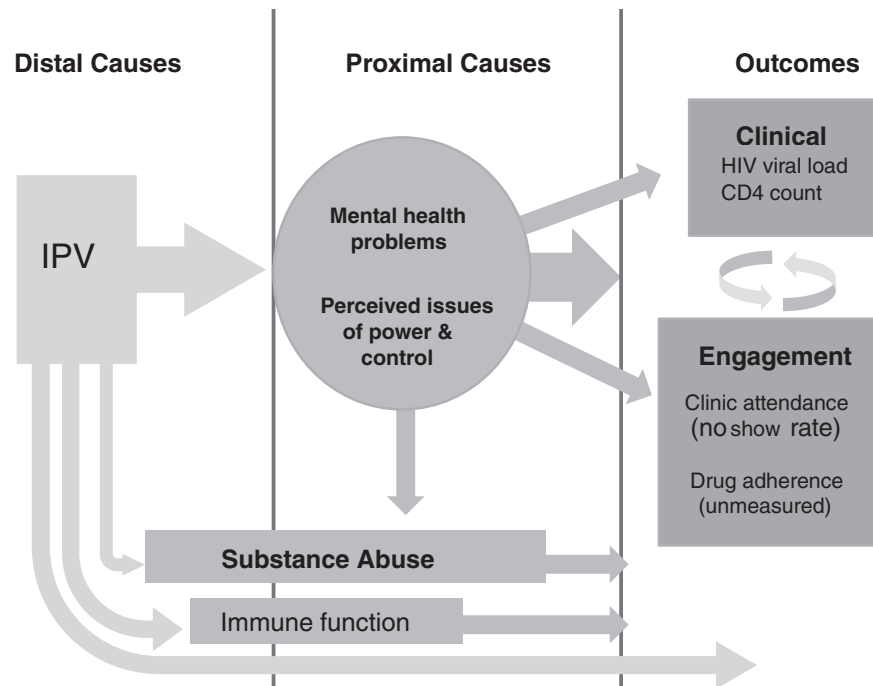 Distal Causes
Proximal Causes
Outcomes
IPV
Mental health
problems
Perceived issues
of power &
control
Clinical
HIV viral load
CD4 count
Engagement
Clinic attendance
(no show rate)
Drug adherence
(unmeasured)
Substance Abuse
Immune function